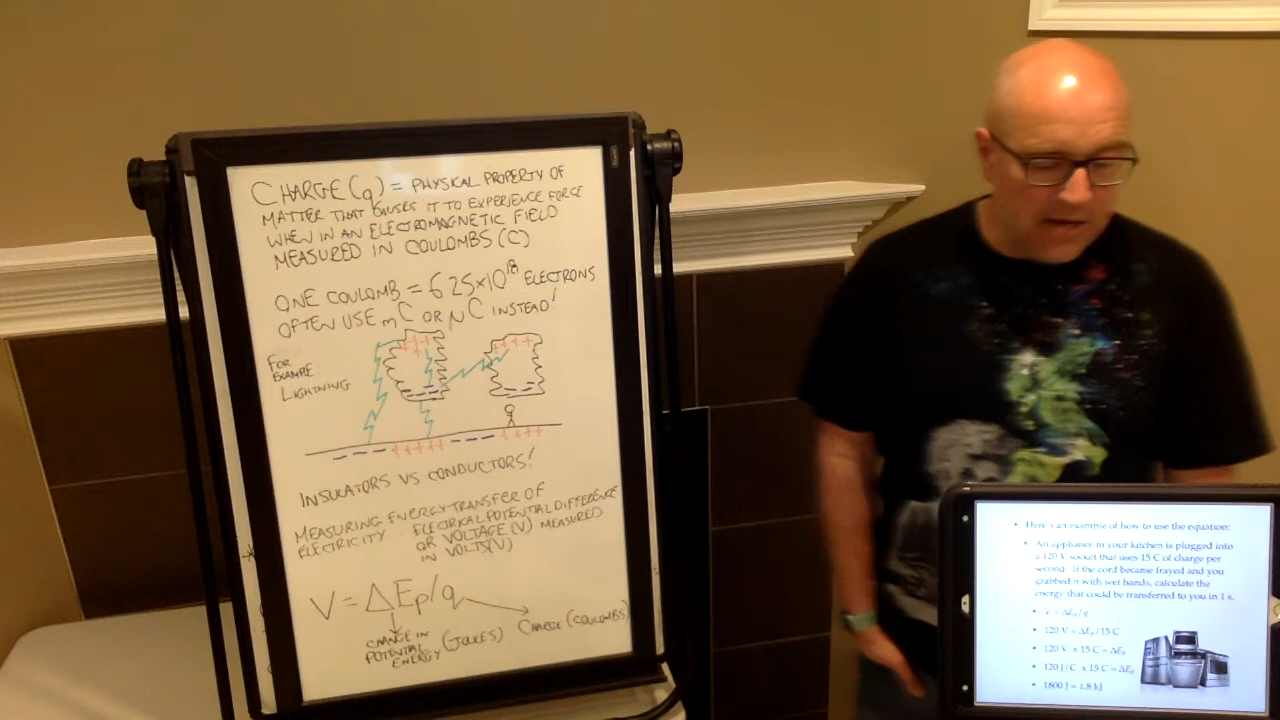 CHARGE (q) = PHYSICAL PROPERTY OF
MATTER THAT CAUSES IT TO EXPERIENCE FORCE
WHEN IN AN ELECTROMAGNETIC FIELD
MEASURED IN COULOMBS (C)
ONE COULOMB = 6.25×10¹⁸ ELECTRONS
OFTEN USE mC OR μC INSTEAD!
FOR
EXAMPLE:
LIGHTNING
INSULATORS VS CONDUCTORS!
MEASURING ENERGY TRANSFER OF
ELECTRICITY
ELECTRICAL POTENTIAL DIFFERENCE
OR VOLTAGE (V) MEASURED
IN VOLTS (V)
V = ΔEp/q
CHANGE IN
POTENTIAL
ENERGY
(JOULES)
CHARGE (COULOMBS)
• Here's an example of how to use the equation:
• An appliance in your kitchen is plugged into
a 120 V socket that uses 15 C of charge per
second. If the cord became frayed and you
grabbed it with wet hands, calculate the
energy that could be transferred to you in 1 s.
• V = ΔEp/q
• 120 V = ΔEp/15 C
• 120 V x 15 C = ΔEp
• 120 J/C x 15 C = ΔEp
• 1800 J = 1.8 kJ